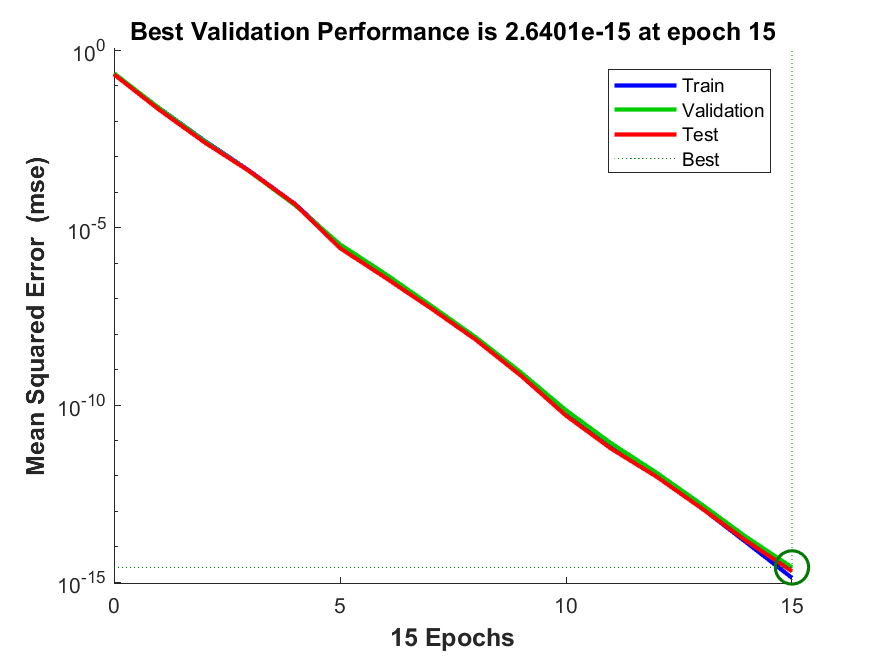 Best Validation Performance is 2.6401e-15 at epoch 15
Mean Squared Error  (mse)
10^0
10^-5
10^-10
10^-15
Train
Validation
Test
Best
0
5
10
15
15 Epochs